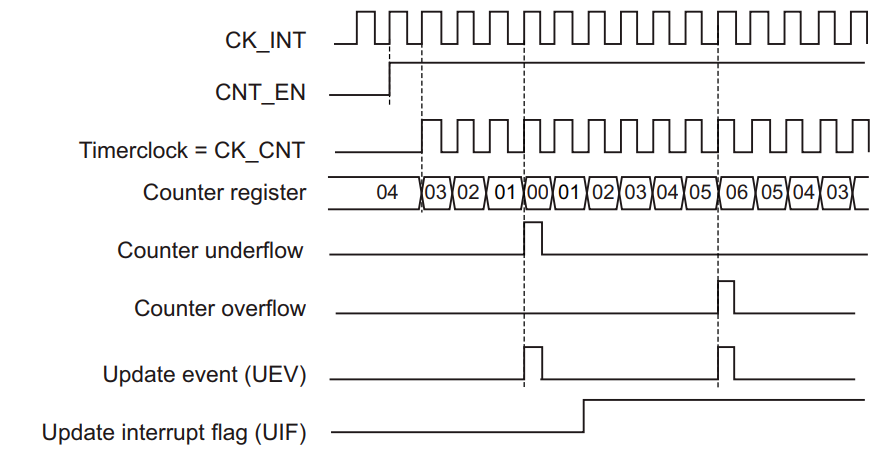 CK_INT
CNT_EN
Timerclock = CK_CNT
Counter register 04 03 02 01 00 01 02 03 04 05 06 05 04 03
Counter underflow
Counter overflow
Update event (UEV)
Update interrupt flag (UIF)